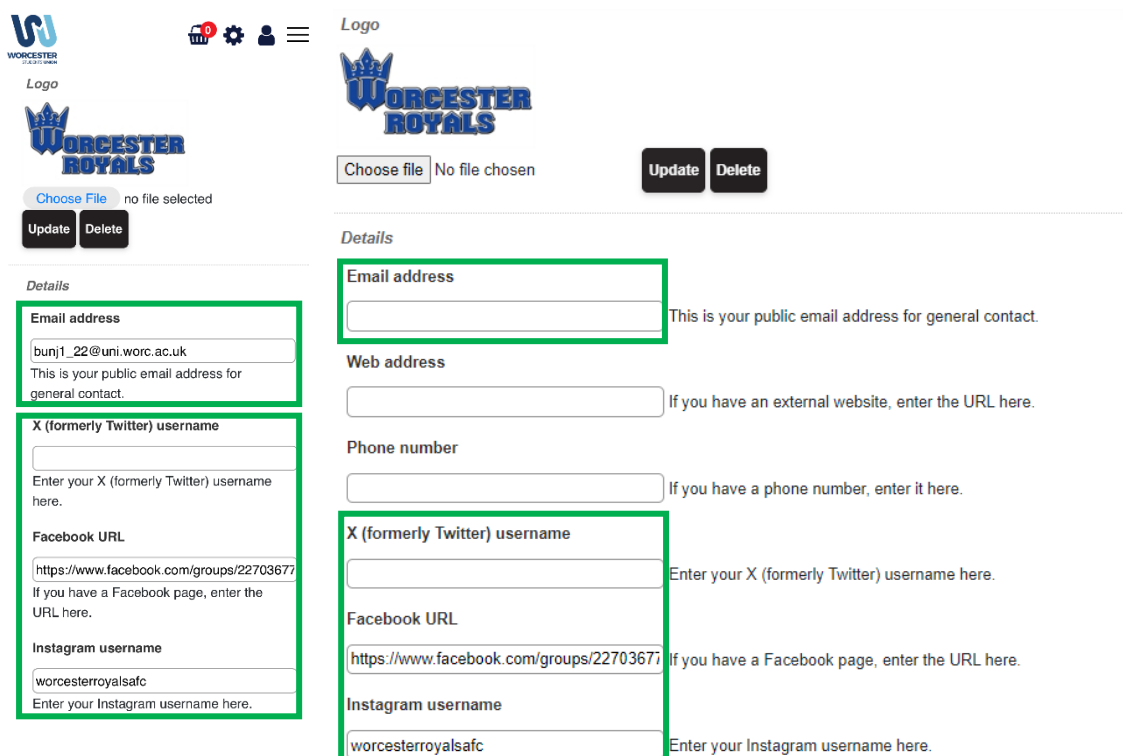 WORCESTER
STUDENTS' UNION
0
Logo
WORCESTER
ROYALS
Choose File no file selected
Update Delete
Details
Email address
bunj1_22@uni.worc.ac.uk
This is your public email address for
general contact.
X (formerly Twitter) username
Enter your X (formerly Twitter) username
here.
Facebook URL
https://www.facebook.com/groups/22703677
If you have a Facebook page, enter the
URL here.
Instagram username
worcesterroyalsafc
Enter your Instagram username here.
Logo
WORCESTER
ROYALS
Choose file No file chosen
Update Delete
Details
Email address
This is your public email address for general contact.
Web address
If you have an external website, enter the URL here.
Phone number
If you have a phone number, enter it here.
X (formerly Twitter) username
Enter your X (formerly Twitter) username here.
Facebook URL
https://www.facebook.com/groups/22703677 If you have a Facebook page, enter the URL here.
Instagram username
worcesterroyalsafc Enter your Instagram username here.